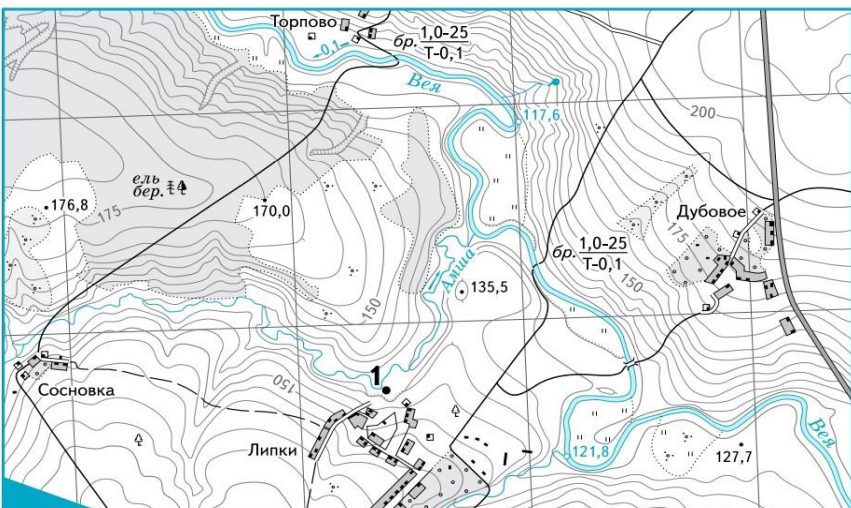 Торпово
0,1
бр. 1,0-25
Т-0,1
Вея
117,6
200
ель
бер.
176,8
175
170,0
Дубовое
175
бр. 1,0-25
Т-0,1
150
Амша
135,5
150
1
150
Сосновка
Липки
121,8
127,7
Вея